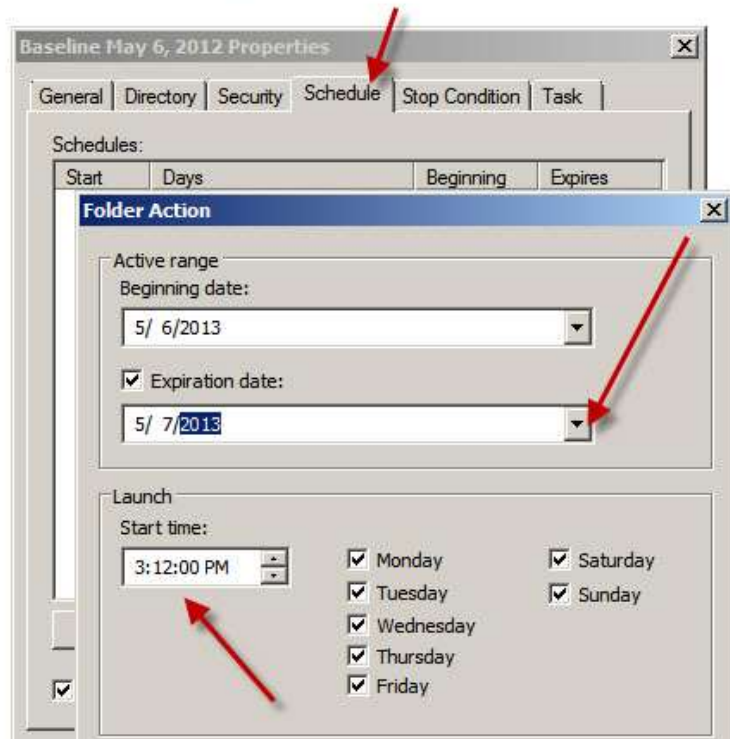 Baseline May 6, 2012 Properties
General Directory Security Schedule Stop Condition Task
Schedules:
Start Days Beginning Expires
Folder Action
Active range
Beginning date:
5/ 6/2013
Expiration date:
5/ 7/2013
Launch
Start time:
3:12:00 PM
Monday
Saturday
Tuesday
Sunday
Wednesday
Thursday
Friday